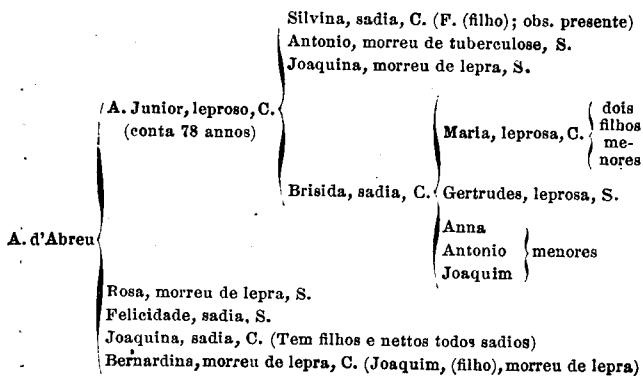 Silvina, sadia, C. (F. (filho); obs. presente)
Antonio, morreu de tuberculose, S.
Joaquina, morreu de lepra, S.
A. Junior, leproso, C.
(conta 78 annos)
Maria, leprosa, C.
dois
filhos
me-
nores
Brisida, sadia, C.
Gertrudes, leprosa, S.
Anna
Antonio
Joaquim
menores
A. d'Abreu
Rosa, morreu de lepra, S.
Felicidade, sadia, S.
Joaquina, sadia, C. (Tem filhos e nettos todos sadios)
Bernardina, morreu de lepra, C. (Joaquim, (filho), morreu de lepra)